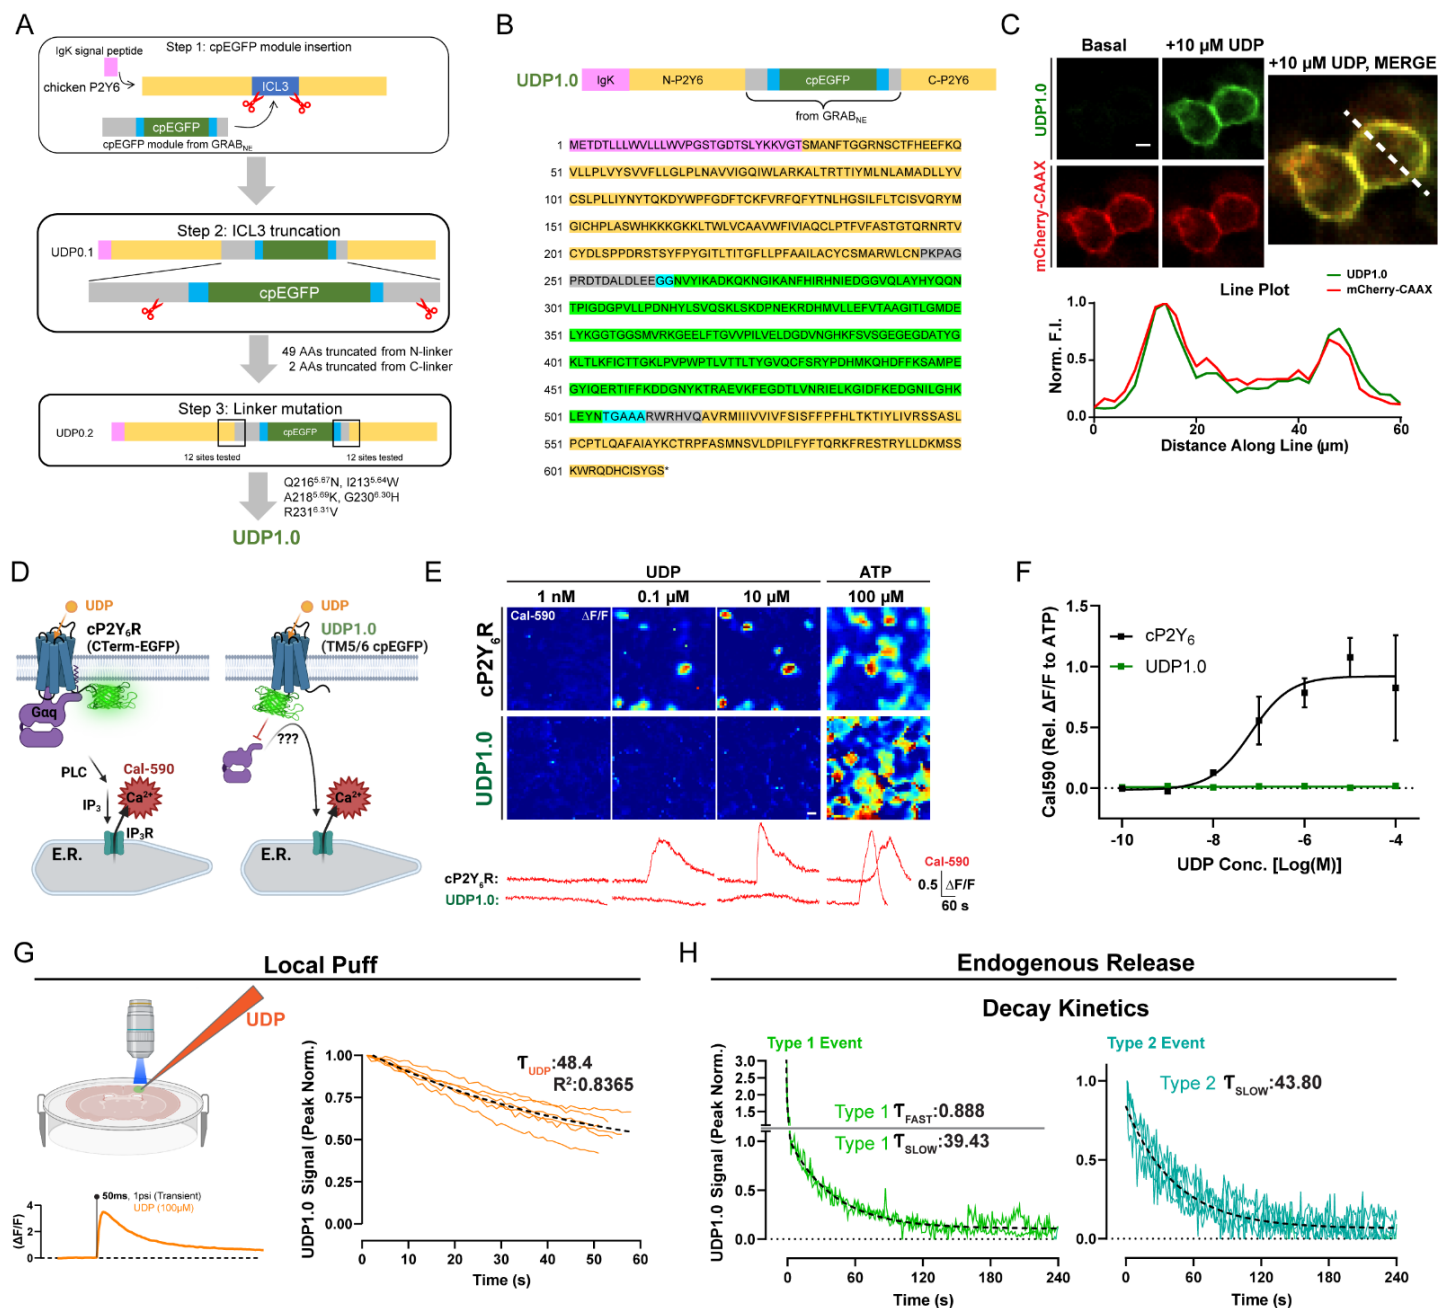 A
Step 1: cpEGFP module insertion
IgK signal peptide
chicken P2Y6
ICL3
cpEGFP
cpEGFP module from GRABNE
Step 2: ICL3 truncation
UDP0.1
cpEGFP
49 AAs truncated from N-linker
2 AAs truncated from C-linker
Step 3: Linker mutation
UDP0.2
cpEGFP
12 sites tested
12 sites tested
Q216^5.67N, I213^5.64W
A218^5.69K, G230^6.30H
R231^6.31V
UDP1.0
B
UDP1.0
IgK
N-P2Y6
cpEGFP
C-P2Y6
from GRABNE
1 METDTLLLWVLLLWVPGSTGDTSLYKKVGTSMANFTGGRNSCTFHEEFKQ
51 VLLPLVYSVVFLLGLPLNAVVIGQIWLARKALTRTTIYMLNLAMADLLYV
101 CSLPLLIYNYTQKDYWPFGDFTCKFVRFQFYTNLHGSILFLTCISVQRYM
151 GICHPLASWHKKKGKKLTWLVCAAVWFIVIAQCLPTFVFASTGTQRNRTV
201 CYDLSPPDRSTSYFPYGITLTITGFLLPFAAILACYCSMARWLCNPKPAG
251 PRDTDALDLEEGGNVYIKADKQKNGIKANFHIRHNIEDGGVQLAYHYQQN
301 TPIGDGPVLLPDNHYLSVQSKLSKDPNEKRDHMVLLEFVTAAGITLGMDE
351 LYKGGTGGSMVRKGEELFTGVVPILVELDGDVNGHKFSVSGEGEGDATYG
401 KLTLKFICTTGKLPVPWPTLVTTLTYGVQCFSRYPDHMKQHDFFKSAMPE
451 GYIQERTIFFKDDGNYKTRAEVKFEGDTLVNRIELKGIDFKEDGNILGHK
501 LEYNTGAAARWRHVQAVRMIIIVVIVFSISFFPFHLTKTIYLIVRSSASL
551 PCPTLQAFAIAYKCTRPFASMNSVLDPILFYFTQRKFRESTRYLLDKMSS
601 KWRQDHCISYGS*
C
Basal
+10 µM UDP
+10 µM UDP, MERGE
UDP1.0
mCherry-CAAX
UDP1.0
mCherry-CAAX
Line Plot
Norm. F.I.
1.0
0.5
0.0
0 20 40 60
Distance Along Line (µm)
D
UDP
cP2Y6R
(CTerm-EGFP)
Gαq
PLC
IP3
Cal-590
Ca2+
IP3R
E.R.
UDP
UDP1.0
(TM5/6 cpEGFP)
???
Ca2+
E.R.
E
UDP
ATP
1 nM 0.1 µM 10 µM 100 µM
Cal-590 ΔF/F
cP2Y6R
UDP1.0
cP2Y6R:
UDP1.0:
Cal-590
0.5 ΔF/F
60 s
F
Cal590 (Rel. ΔF/F to ATP)
1.5
1.0
0.5
0.0
cP2Y6
UDP1.0
-10 -8 -6 -4
UDP Conc. [Log(M)]
G
Local Puff
UDP
50ms, 1psi (Transient)
UDP (100µM)
(ΔF/F)
4
2
0
UDP1.0 Signal (Peak Norm.)
1.00
0.75
0.50
0.25
0.00
ƬUDP:48.4
R²:0.8365
0 10 20 30 40 50 60
Time (s)
H
Endogenous Release
Decay Kinetics
Type 1 Event
UDP1.0 Signal (Peak Norm.)
3.0
2.5
2.0
1.5
1.0
0.5
0.0
Type 1 ƬFAST:0.888
Type 1 ƬSLOW:39.43
0 60 120 180 240
Time (s)
Type 2 Event
Type 2 ƬSLOW:43.80
1.0
0.5
0.0
0 60 120 180 240
Time (s)